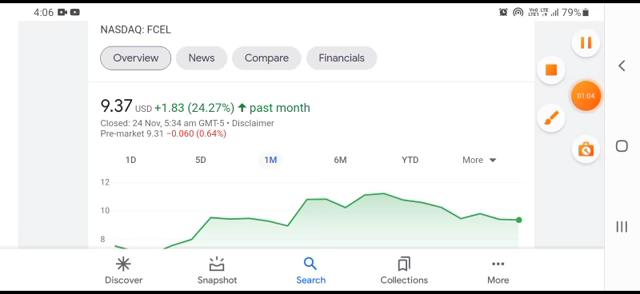 4:06 79%
NASDAQ: FCEL
Overview News Compare Financials
9.37 USD +1.83 (24.27%) ↑ past month
Closed: 24 Nov, 5:34 am GMT-5 • Disclaimer
Pre-market 9.31 −0.060 (0.64%)
1D 5D 1M 6M YTD More
12
10
8
01:04
Discover Snapshot Search Collections More